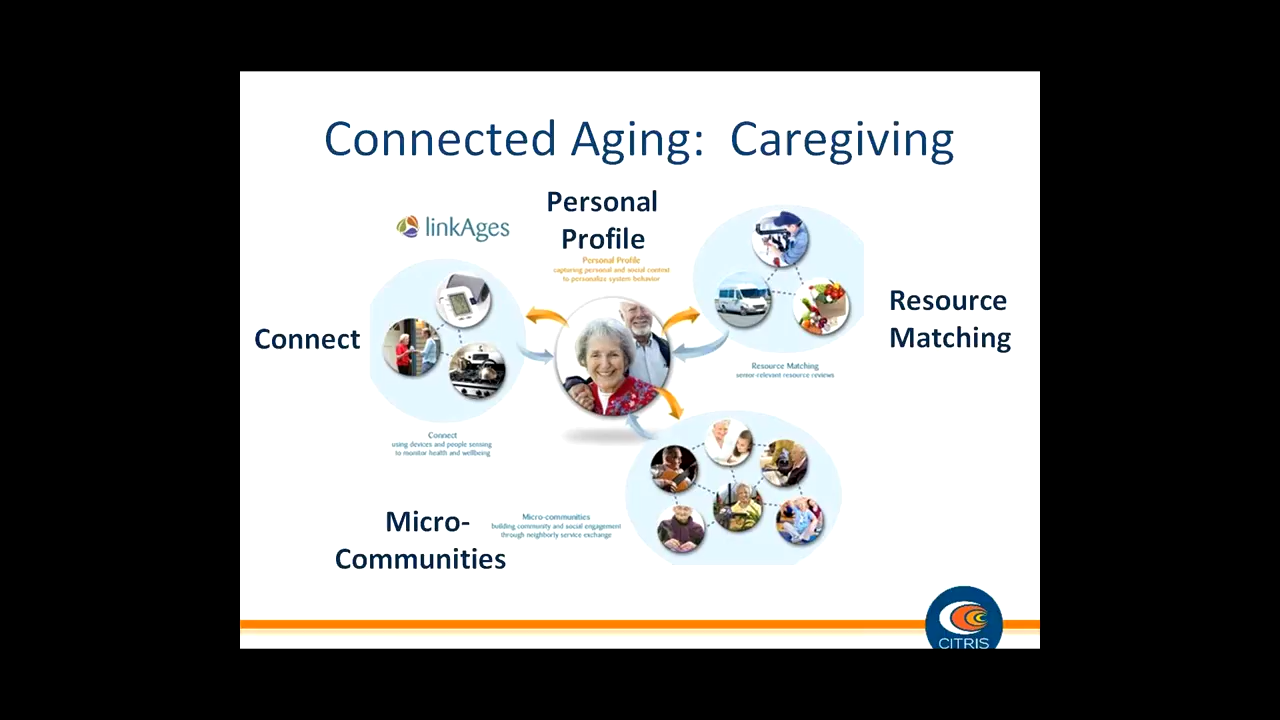 Connected Aging: Caregiving
linkAges
Personal
Profile
Personal Profile
capturing personal and social context
to personalize system behavior
Connect
Resource
Matching
Resource Matching
senior-relevant resource reviews
Connect
using devices and people sensing
to monitor health and wellbeing
Micro-
Communities
Micro-communities
building community and social engagement
through neighborly service exchange
CITRIS